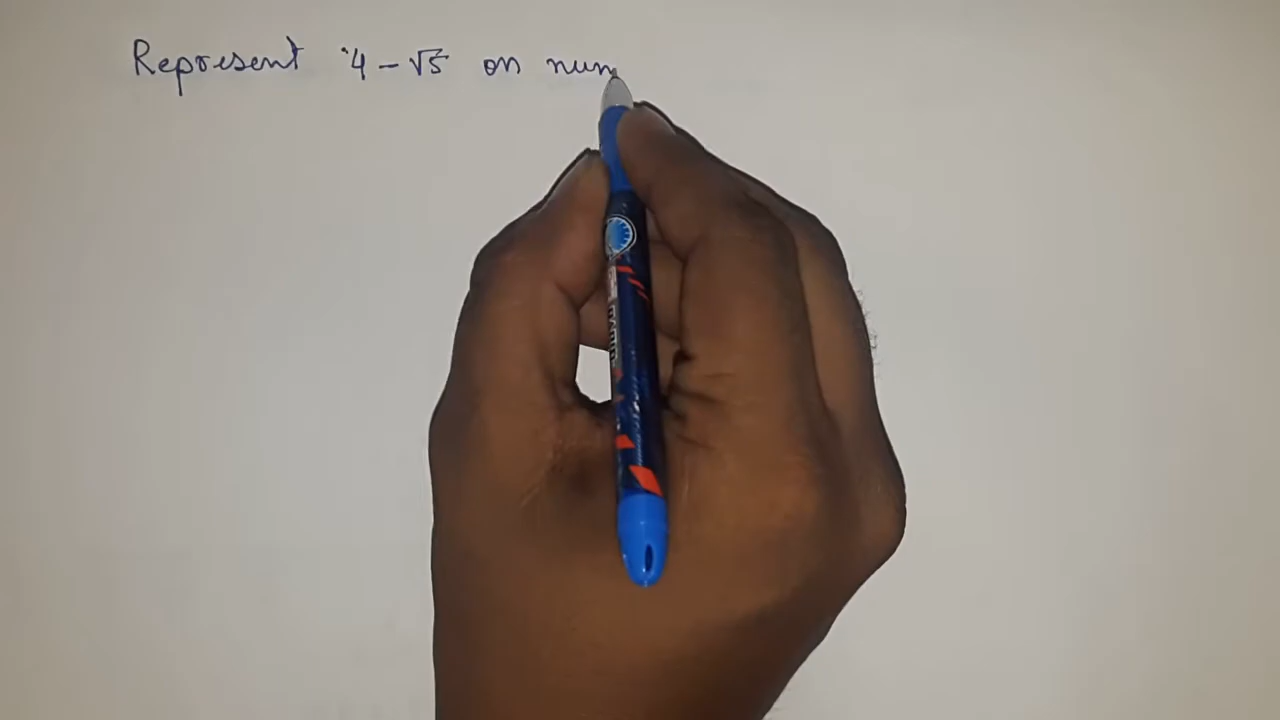 Represent 4 - √5 on num